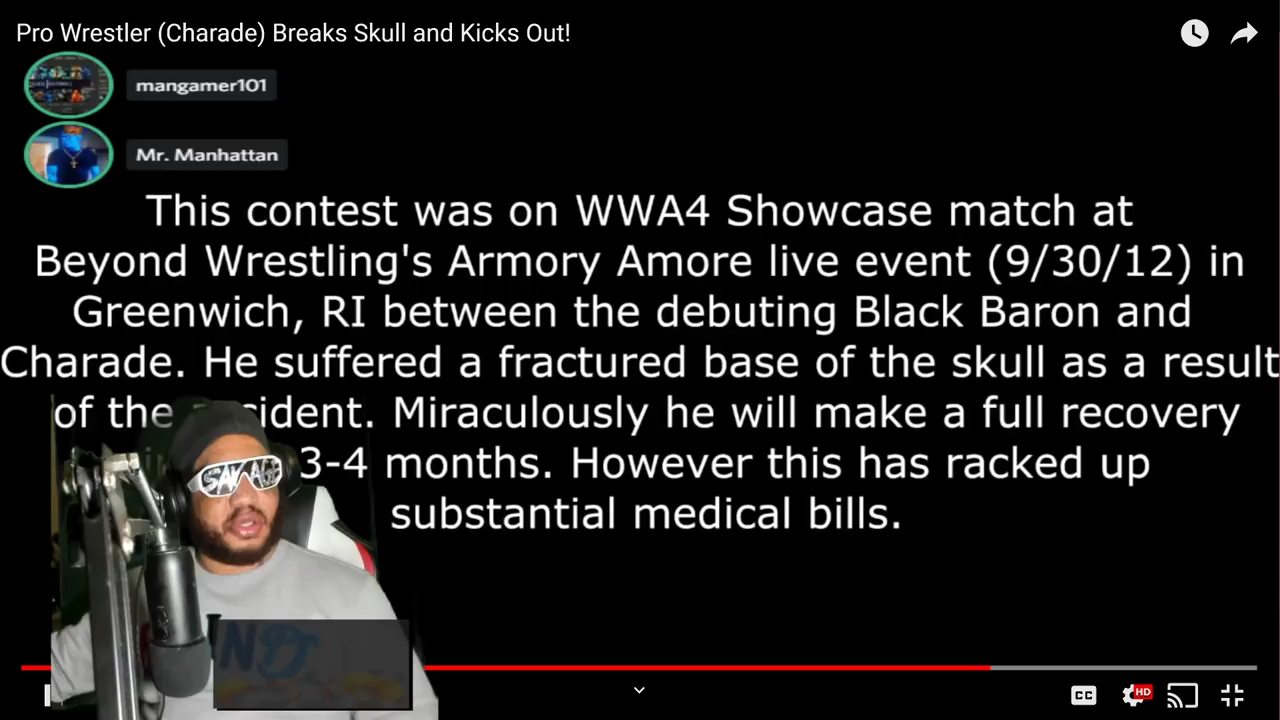 Pro Wrestler (Charade) Breaks Skull and Kicks Out!
mangamer101
Mr. Manhattan
This contest was on WWA4 Showcase match at
Beyond Wrestling's Armory Amore live event (9/30/12) in
Greenwich, RI between the debuting Black Baron and
Charade. He suffered a fractured base of the skull as a result
of the Miraculously he will make a full recovery
3-4 months. However this has racked up
substantial medical bills.
CC
HD